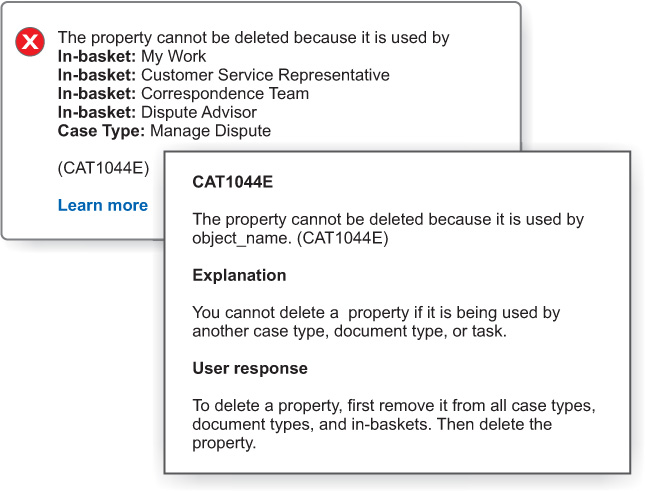 The property cannot be deleted because it is used by
In-basket: My Work
In-basket: Customer Service Representative
In-basket: Correspondence Team
In-basket: Dispute Advisor
Case Type: Manage Dispute
(CAT1044E)
Learn more
CAT1044E
The property cannot be deleted because it is used by
object_name. (CAT1044E)
Explanation
You cannot delete a  property if it is being used by
another case type, document type, or task.
User response
To delete a property, first remove it from all case types,
document types, and in-baskets. Then delete the
property.